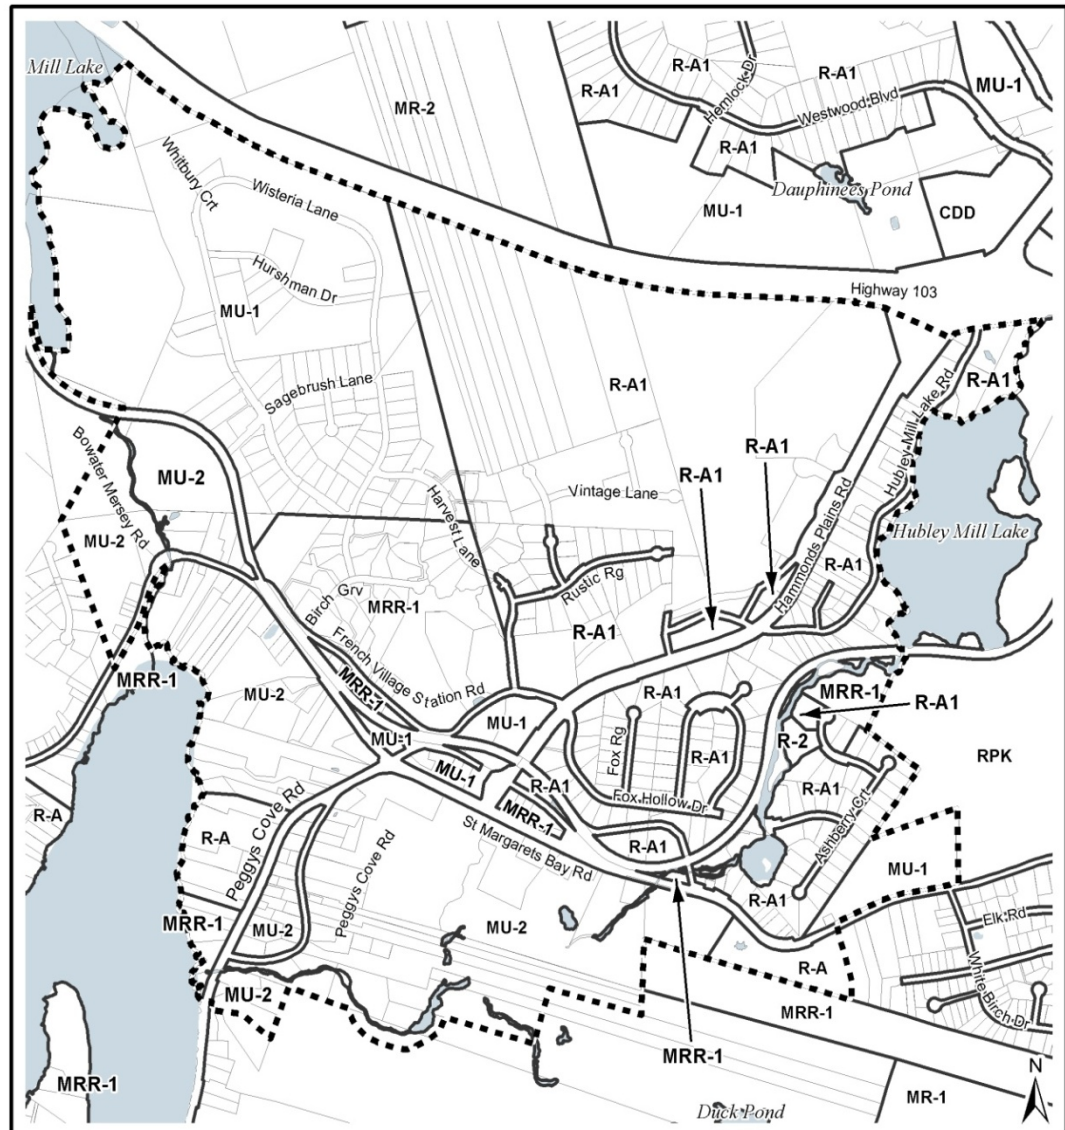 Mill Lake
MR-2
R-A1
R-A1
Hemlock Dr
R-A1
Westwood Blvd
MU-1
R-A1
Dauphinees Pond
MU-1
CDD
Whitbury Crt
Wisteria Lane
Hurshman Dr
MU-1
Highway 103
Sagebrush Lane
R-A1
R-A1
Hubley Mill Lake Rd
Bowater Mersey Rd
MU-2
R-A1
R-A1
Harvest Lane
Vintage Lane
Hammonds Plains Rd
Hubley Mill Lake
MU-2
R-A1
Rustic Rg
Birch Grv
MRR-1
R-A1
French Village Station Rd
MRR-1
MU-2
MRR-1
R-A1
MRR-1
R-A1
MU-1
MU-1
Fox Rg
R-A1
R-2
RPK
MU-1
R-A1
Fox Hollow Dr
R-A1
Ashberry Crt
MRR-1
R-A
R-A
Peggys Cove Rd
St Margarets Bay Rd
R-A1
MU-1
Peggys Cove Rd
R-A1
MRR-1
MU-2
MU-2
Elk Rd
White Birch Dr
R-A
MU-2
MRR-1
MRR-1
MRR-1
N
MR-1
Duck Pond